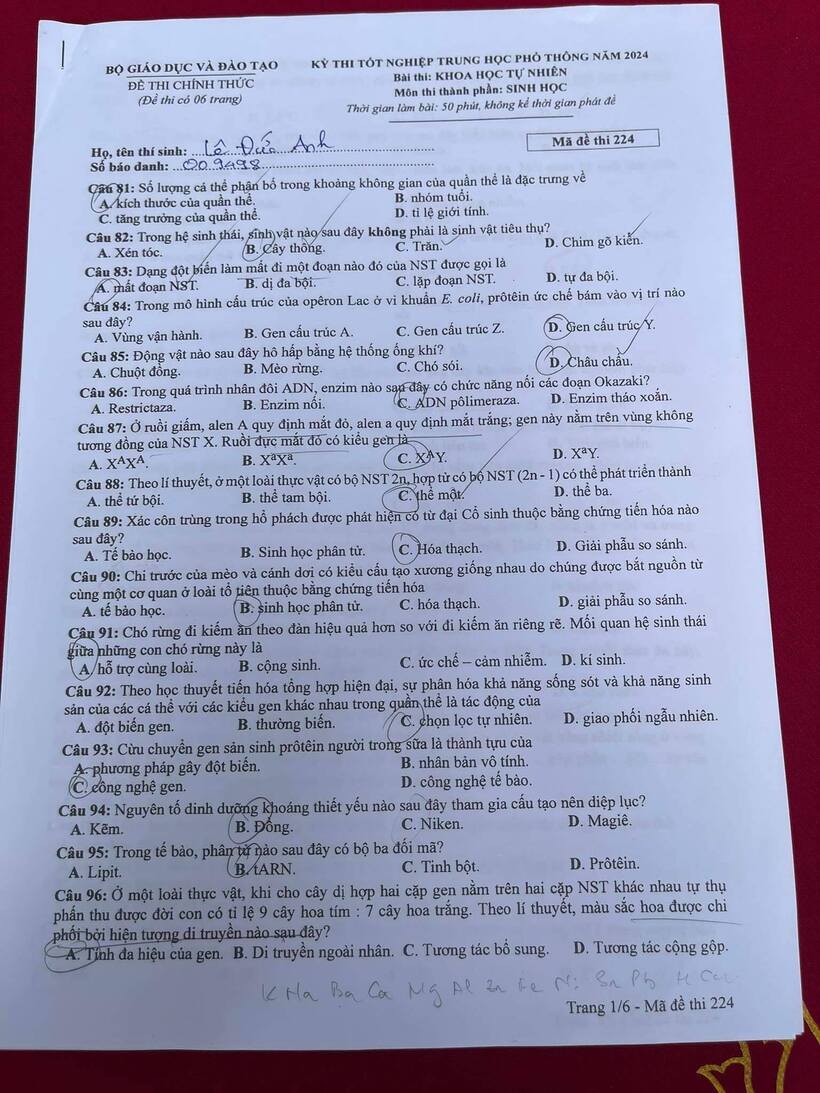 BỘ GIÁO DỤC VÀ ĐÀO TẠO
ĐỀ THI CHÍNH THỨC
(Đề thi có 06 trang)
KỲ THI TỐT NGHIỆP TRUNG HỌC PHỔ THÔNG NĂM 2024
Bài thi: KHOA HỌC TỰ NHIÊN
Môn thi thành phần: SINH HỌC
Thời gian làm bài: 50 phút, không kể thời gian phát đề
Họ, tên thí sinh: Lê Đức Anh
Số báo danh: 009498
Mã đề thi 224
Câu 81: Số lượng cá thể phân bố trong khoảng không gian của quần thể là đặc trưng về
A. kích thước của quần thể. B. nhóm tuổi.
C. tăng trưởng của quần thể. D. tỉ lệ giới tính.
Câu 82: Trong hệ sinh thái, sinh vật nào sau đây không phải là sinh vật tiêu thụ?
A. Xén tóc. B. Cây thông. C. Trăn. D. Chim gõ kiến.
Câu 83: Dạng đột biến làm mất đi một đoạn nào đó của NST được gọi là
A. mất đoạn NST. B. dị đa bội. C. lặp đoạn NST. D. tự đa bội.
Câu 84: Trong mô hình cấu trúc của opêron Lac ở vi khuẩn E. coli, prôtêin ức chế bám vào vị trí nào
sau đây?
A. Vùng vận hành. B. Gen cấu trúc A. C. Gen cấu trúc Z. D. Gen cấu trúc Y.
Câu 85: Động vật nào sau đây hô hấp bằng hệ thống ống khí?
A. Chuột đồng. B. Mèo rừng. C. Chó sói. D. Châu chấu.
Câu 86: Trong quá trình nhân đôi ADN, enzim nào sau đây có chức năng nối các đoạn Okazaki?
A. Restrictaza. B. Enzim nối. C. ADN pôlimeraza. D. Enzim tháo xoắn.
Câu 87: Ở ruồi giấm, alen A quy định mắt đỏ, alen a quy định mắt trắng; gen này nằm trên vùng không
tương đồng của NST X. Ruồi đực mắt đỏ có kiểu gen là
A. XᴬXᴬ. B. XᵃXᵃ. C. XᴬY. D. XᵃY.
Câu 88: Theo lí thuyết, ở một loài thực vật có bộ NST 2n, hợp tử có bộ NST (2n - 1) có thể phát triển thành
A. thể tứ bội. B. thể tam bội. C. thể một. D. thể ba.
Câu 89: Xác côn trùng trong hổ phách được phát hiện có từ đại Cổ sinh thuộc bằng chứng tiến hóa nào
sau đây?
A. Tế bào học. B. Sinh học phân tử. C. Hóa thạch. D. Giải phẫu so sánh.
Câu 90: Chi trước của mèo và cánh dơi có kiểu cấu tạo xương giống nhau do chúng được bắt nguồn từ
cùng một cơ quan ở loài tổ tiên thuộc bằng chứng tiến hóa
A. tế bào học. B. sinh học phân tử. C. hóa thạch. D. giải phẫu so sánh.
Câu 91: Chó rừng đi kiếm ăn theo đàn hiệu quả hơn so với đi kiếm ăn riêng rẽ. Mối quan hệ sinh thái
giữa những con chó rừng này là
A. hỗ trợ cùng loài. B. cộng sinh. C. ức chế – cảm nhiễm. D. kí sinh.
Câu 92: Theo học thuyết tiến hóa tổng hợp hiện đại, sự phân hóa khả năng sống sót và khả năng sinh
sản của các cá thể với các kiểu gen khác nhau trong quần thể là tác động của
A. đột biến gen. B. thường biến. C. chọn lọc tự nhiên. D. giao phối ngẫu nhiên.
Câu 93: Cừu chuyển gen sản sinh prôtêin người trong sữa là thành tựu của
A. phương pháp gây đột biến. B. nhân bản vô tính.
C. công nghệ gen. D. công nghệ tế bào.
Câu 94: Nguyên tố dinh dưỡng khoáng thiết yếu nào sau đây tham gia cấu tạo nên diệp lục?
A. Kẽm. B. Đồng. C. Niken. D. Magiê.
Câu 95: Trong tế bào, phân tử nào sau đây có bộ ba đối mã?
A. Lipit. B. tARN. C. Tinh bột. D. Prôtêin.
Câu 96: Ở một loài thực vật, khi cho cây dị hợp hai cặp gen nằm trên hai cặp NST khác nhau tự thụ
phấn thu được đời con có tỉ lệ 9 cây hoa tím : 7 cây hoa trắng. Theo lí thuyết, màu sắc hoa được chi
phối bởi hiện tượng di truyền nào sau đây?
A. Tính đa hiệu của gen. B. Di truyền ngoài nhân. C. Tương tác bổ sung. D. Tương tác cộng gộp.
K Na Ba Ca Mg Al Zn Fe Ni Sn Pb H Cu
Trang 1/6 - Mã đề thi 224